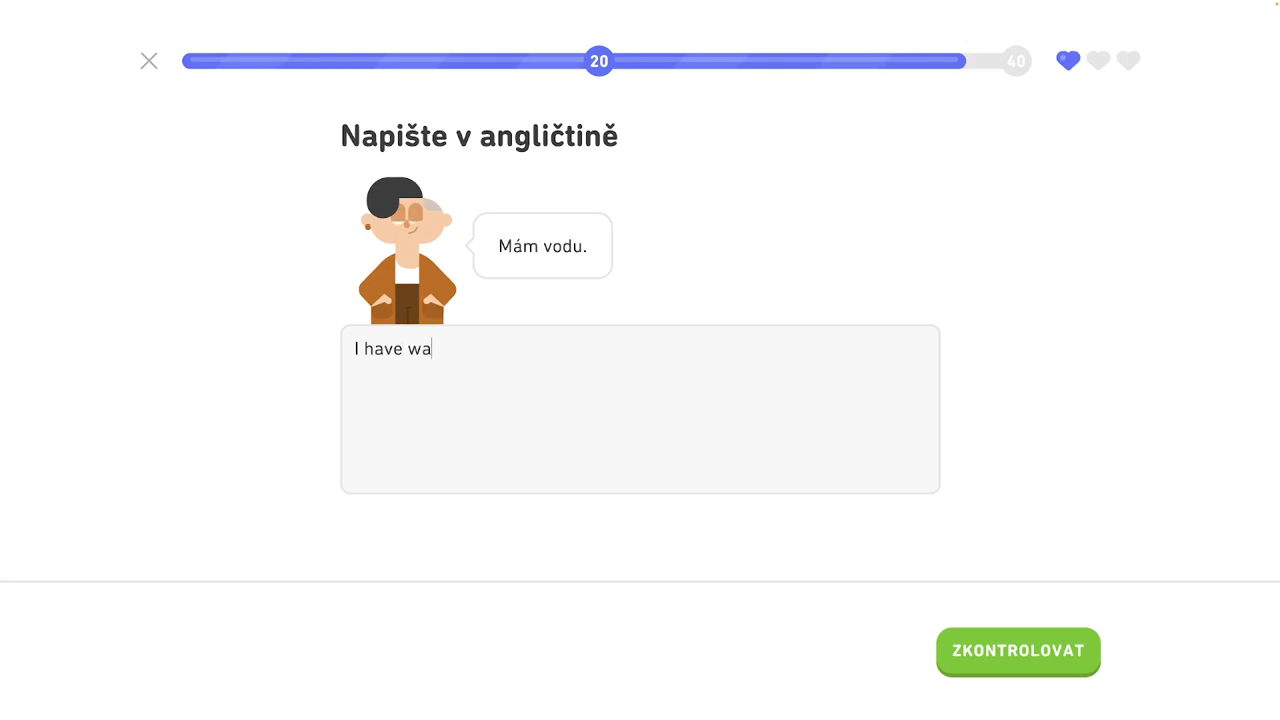 20
40
Napište v angličtině
Mám vodu.
I have wa
ZKONTROLOVAT